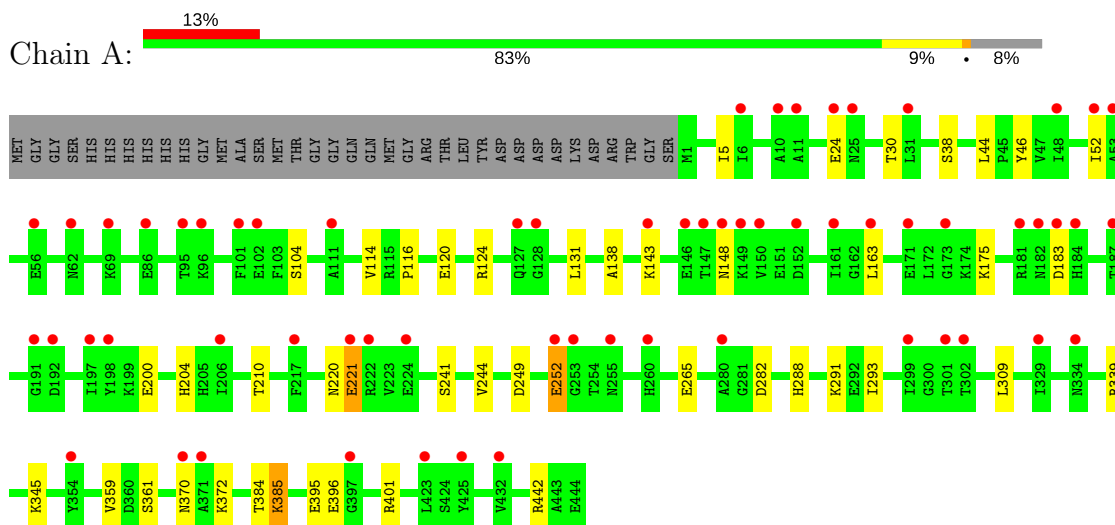 13%
Chain A:
83% 9% • 8%
MET GLY GLY SER HIS HIS HIS HIS HIS HIS GLY MET ALA SER MET THR GLY GLY GLN GLN MET GLY ARG THR LEU TYR ASP ASP ASP ASP LYS ASP ARG TRP GLY SER M1 I5 I6 A10 A11 E24 N25 T30 L31 S38 L44 P45 Y46 V47 I48 I52 A53
E56 N62 K69 E86 T95 K96 F101 E102 F103 S104 A111 V114 R115 P116 E120 R124 Q127 G128 L131 A138 K143 E146 T147 N148 K149 V150 E151 D152 I161 G162 L163 E171 L172 G173 K174 K175 R181 N182 D183 H184 T187
G191 D192 I197 Y198 K199 E200 H204 H205 I206 T210 F217 N220 E221 R222 V223 E224 S241 V244 D249 E252 G253 T254 N255 H260 E265 A280 G281 D282 H288 K291 E292 I293 I299 G300 T301 T302 L309 I329 N334
K345 Y354 V359 D360 S361 N370 A371 K372 T384 K385 E395 E396 G397 R401 L423 S424 Y425 V432 R442 A443 E444